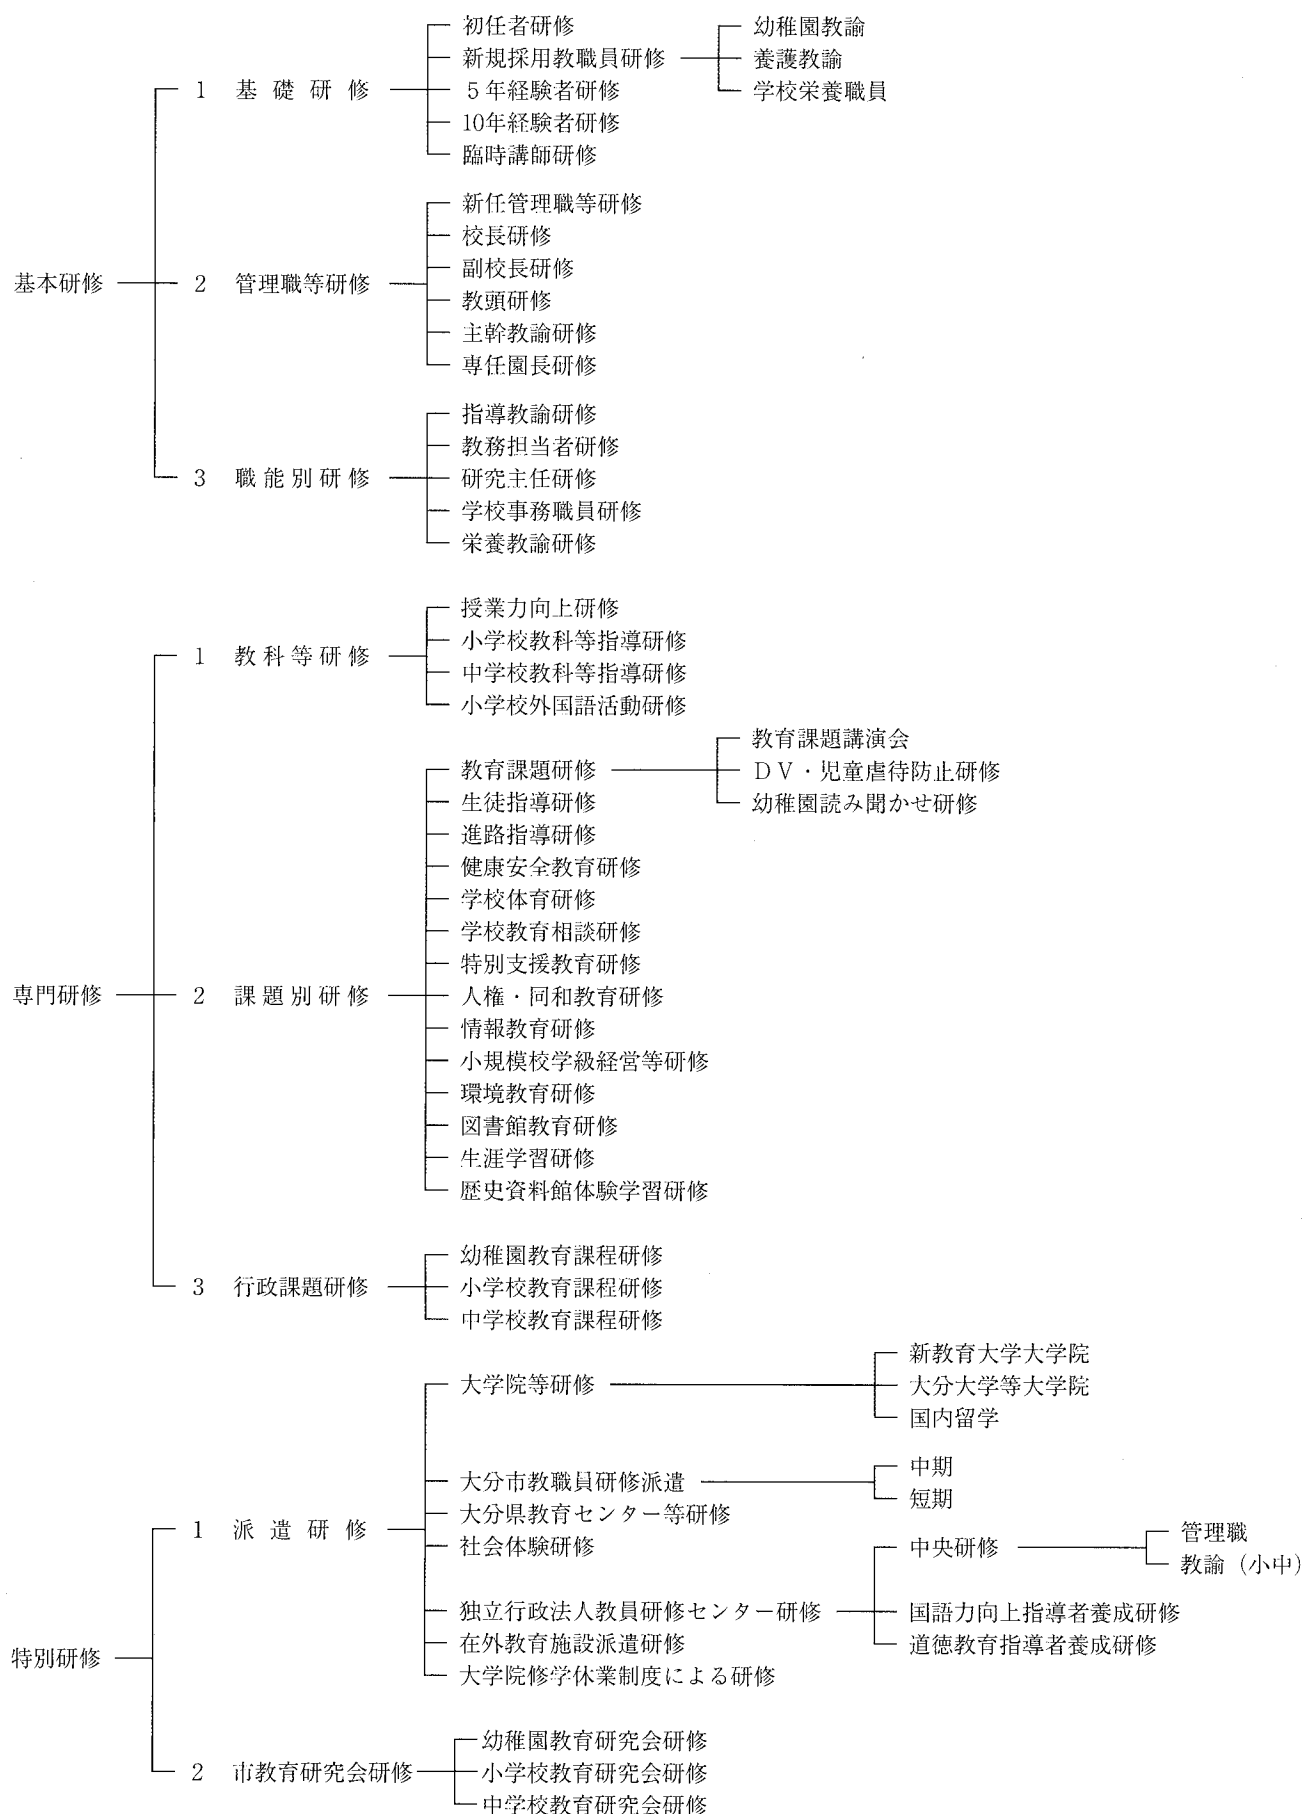 初任者研修
幼稚園教諭
新規採用教職員研修
養護教諭
1 基礎研修
5年経験者研修
学校栄養職員
10年経験者研修
臨時講師研修
新任管理職等研修
校長研修
副校長研修
基本研修
2 管理職等研修
教頭研修
主幹教諭研修
専任園長研修
指導教諭研修
教務担当者研修
3 職能別研修
研究主任研修
学校事務職員研修
栄養教諭研修
授業力向上研修
小学校教科等指導研修
1 教科等研修
中学校教科等指導研修
小学校外国語活動研修
教育課題講演会
教育課題研修
DV・児童虐待防止研修
生徒指導研修
幼稚園読み聞かせ研修
進路指導研修
健康安全教育研修
学校体育研修
学校教育相談研修
特別支援教育研修
専門研修
2 課題別研修
人権・同和教育研修
情報教育研修
小規模校学級経営等研修
環境教育研修
図書館教育研修
生涯学習研修
歴史資料館体験学習研修
幼稚園教育課程研修
3 行政課題研修
小学校教育課程研修
中学校教育課程研修
新教育大学大学院
大学院等研修
大分大学等大学院
国内留学
中期
大分市教職員研修派遣
短期
大分県教育センター等研修
1 派遣研修
管理職
社会体験研修
中央研修
教諭(小中)
独立行政法人教員研修センター研修
国語力向上指導者養成研修
在外教育施設派遣研修
道徳教育指導者養成研修
特別研修
大学院修学休業制度による研修
幼稚園教育研究会研修
2 市教育研究会研修
小学校教育研究会研修
中学校教育研究会研修